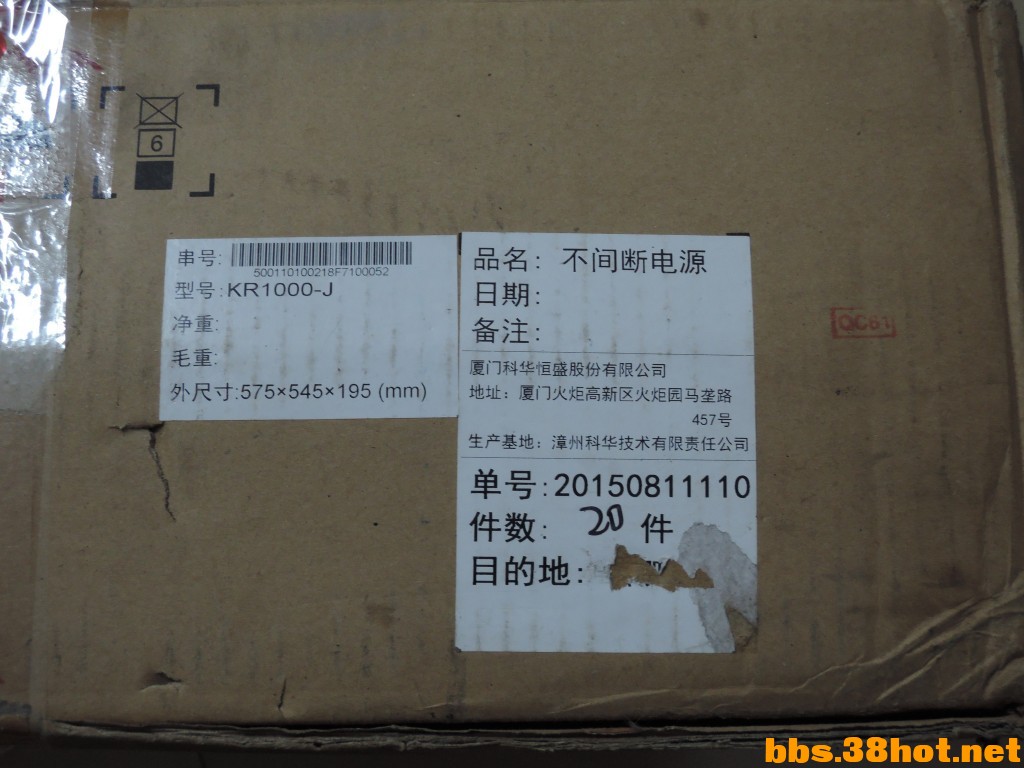 6
串号:
500110100218F7100052
型号:KR1000-J
净重:
毛重:
外尺寸:575×545×195 (mm)
品名: 不间断电源
日期:
备注:
厦门科华恒盛股份有限公司
地址: 厦门火炬高新区火炬园马垄路
457号
生产基地: 漳州科华技术有限责任公司
单号:20150811110
件数: 20 件
目的地:
QC61
bbs.38hot.net